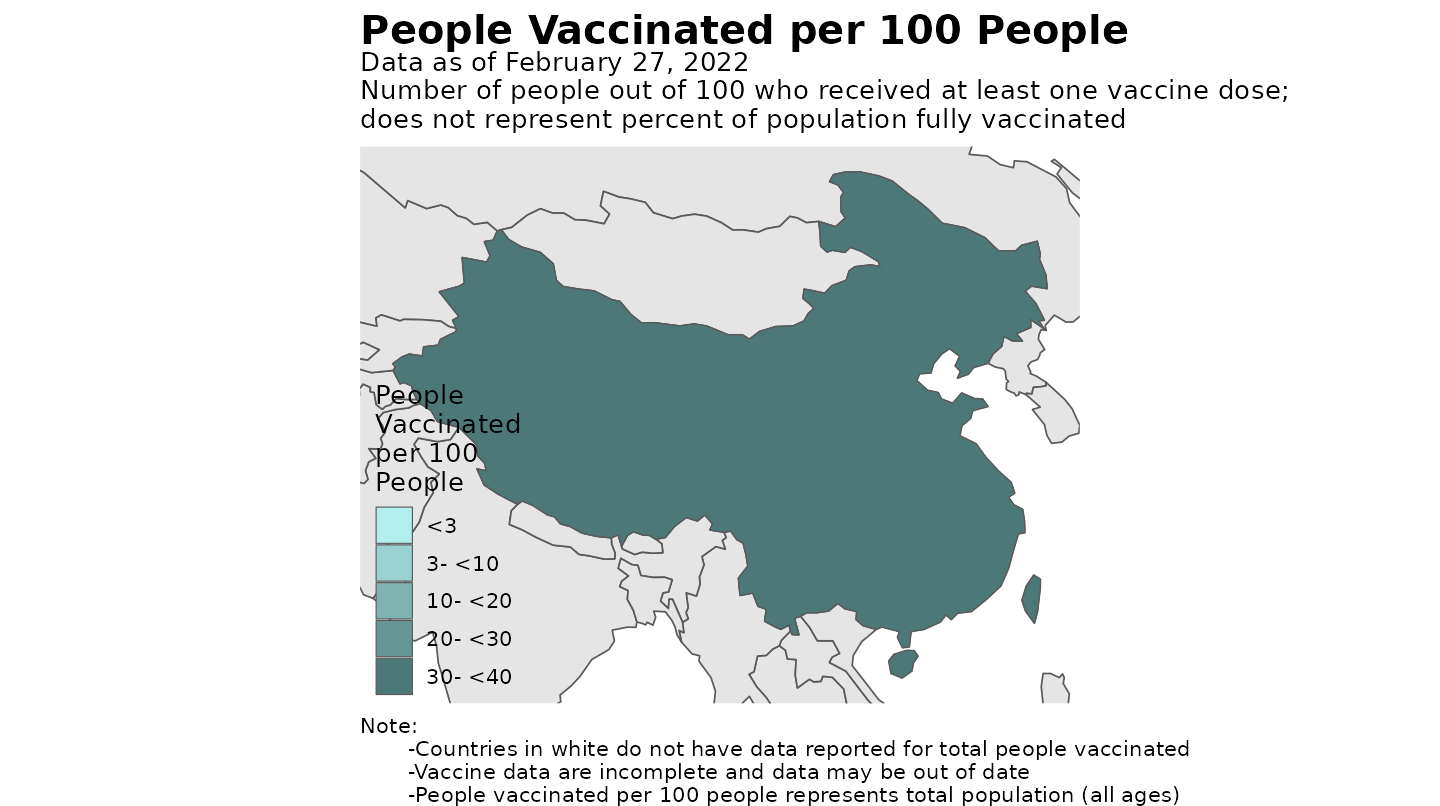 People Vaccinated per 100 People
Data as of February 27, 2022
Number of people out of 100 who received at least one vaccine dose;
does not represent percent of population fully vaccinated
People
Vaccinated
per 100
People
<3
3- <10
10- <20
20- <30
30- <40
Note:
-Countries in white do not have data reported for total people vaccinated
-Vaccine data are incomplete and data may be out of date
-People vaccinated per 100 people represents total population (all ages)